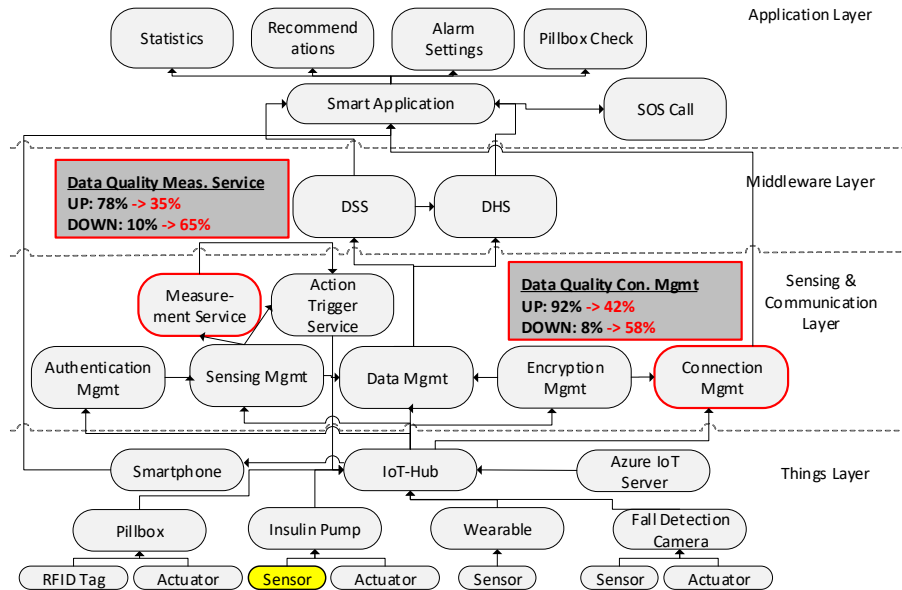 Application Layer
Statistics
Recommend
ations
Alarm
Settings
Pillbox Check
Smart Application
SOS Call
Middleware Layer
Data Quality Meas. Service
UP: 78% -> 35%
DOWN: 10% -> 65%
DSS
DHS
Sensing &
Communication
Layer
Measure-
ment Service
Action
Trigger
Service
Data Quality Con. Mgmt
UP: 92% -> 42%
DOWN: 8% -> 58%
Authentication
Mgmt
Sensing Mgmt
Data Mgmt
Encryption
Mgmt
Connection
Mgmt
Things Layer
Smartphone
IoT-Hub
Azure IoT
Server
Pillbox
Insulin Pump
Wearable
Fall Detection
Camera
RFID Tag
Actuator
Sensor
Actuator
Sensor
Sensor
Actuator